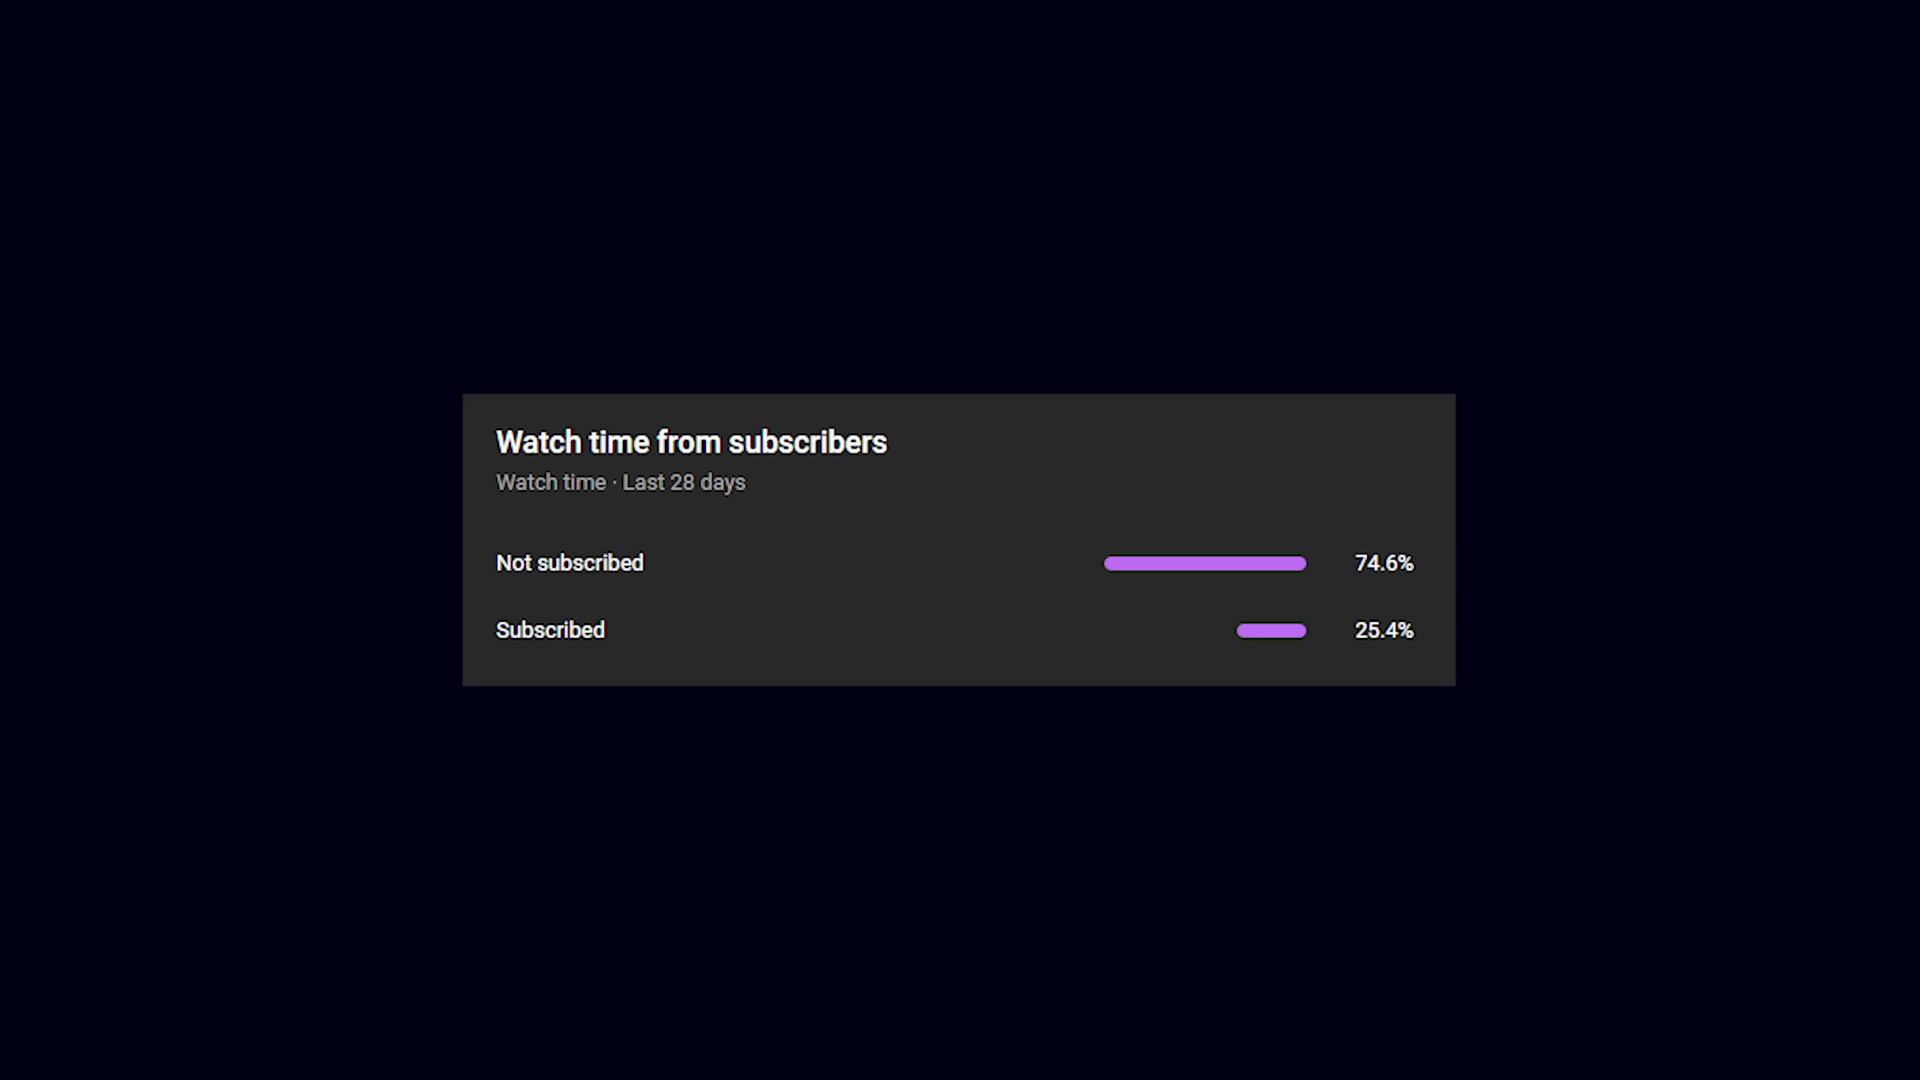 Watch time from subscribers
Watch time · Last 28 days
Not subscribed 74.6%
Subscribed 25.4%